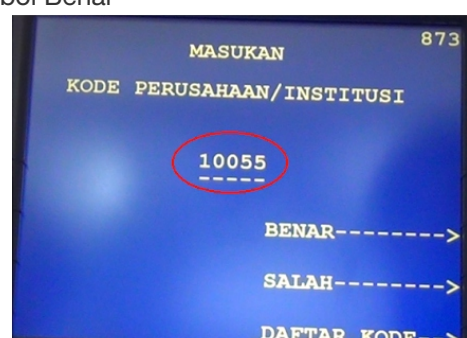 873
MASUKAN
KODE PERUSAHAAN/INSTITUSI
10055
-----
BENAR-------->
SALAH-------->
DAFTAR KODE-->